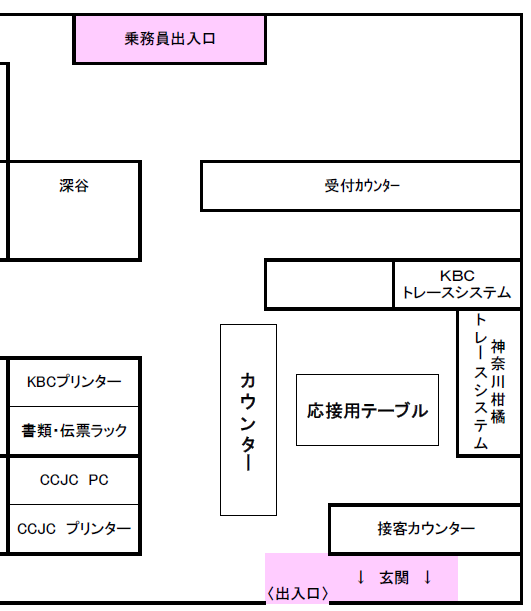 乗務員出入口
深谷
受付カウンター
KBC
トレースシステム
神奈川柑橘
トレースシステム
カウンター
応接用テーブル
KBCプリンター
書類・伝票ラック
CCJC PC
CCJC プリンター
接客カウンター
↓ 玄関 ↓
〈出入口〉